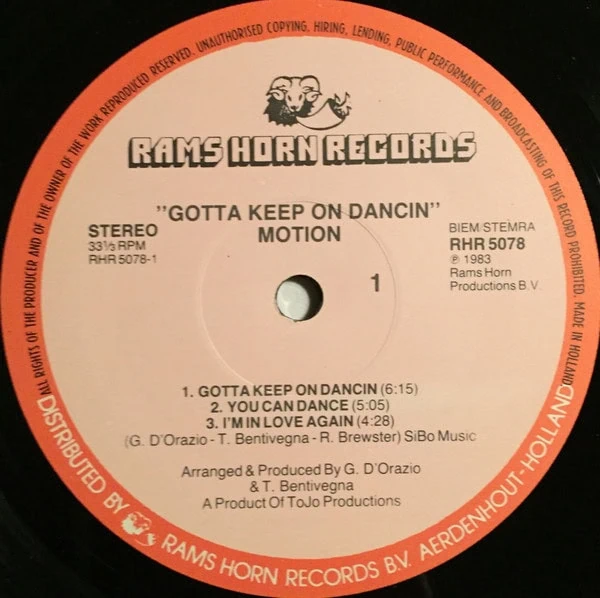 ALL RIGHTS OF THE PRODUCER AND OF THE OWNER OF THE WORK REPRODUCED RESERVED. UNAUTHORISED COPYING, HIRING, LENDING, PUBLIC PERFORMANCE AND BROADCASTING OF THIS RECORD PROHIBITED. MADE IN HOLLAND
RAMS HORN RECORDS
"GOTTA KEEP ON DANCIN"
MOTION
STEREO
33⅓ RPM
RHR 5078-1
BIEM/STEMRA
RHR 5078
℗ 1983
Rams Horn
Productions B.V.
1
1. GOTTA KEEP ON DANCIN (6:15)
2. YOU CAN DANCE (5:05)
3. I'M IN LOVE AGAIN (4:28)
(G. D'Orazio - T. Bentivegna - R. Brewster) SiBo Music
Arranged & Produced By G. D'Orazio
& T. Bentivegna
A Product Of ToJo Productions
DISTRIBUTED BY RAMS HORN RECORDS B.V. AERDENHOUT-HOLLAND